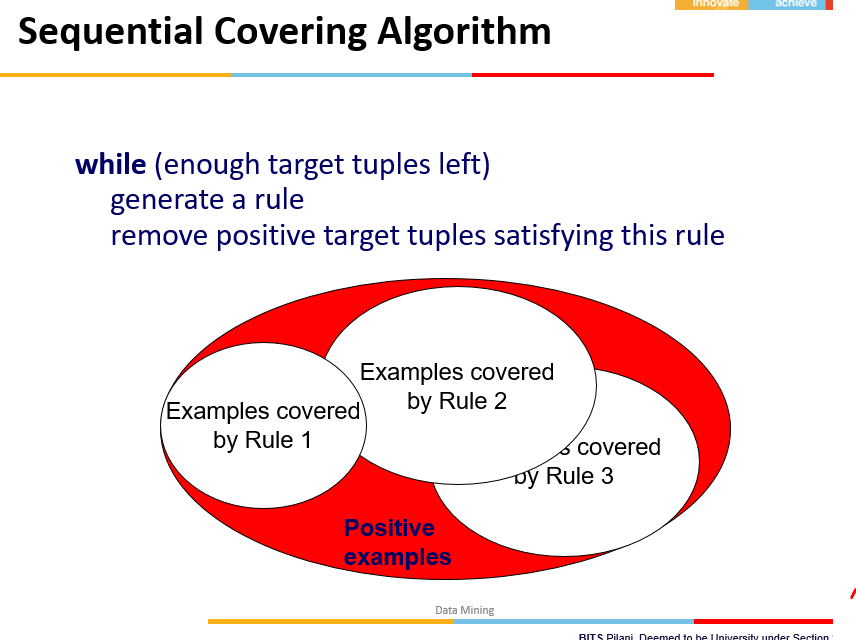 innovate achieve
Sequential Covering Algorithm
while (enough target tuples left)
generate a rule
remove positive target tuples satisfying this rule
Examples covered
by Rule 2
Examples covered
by Rule 1
covered
by Rule 3
Positive
examples
Data Mining
BITS Pilani, Deemed to be University under Section